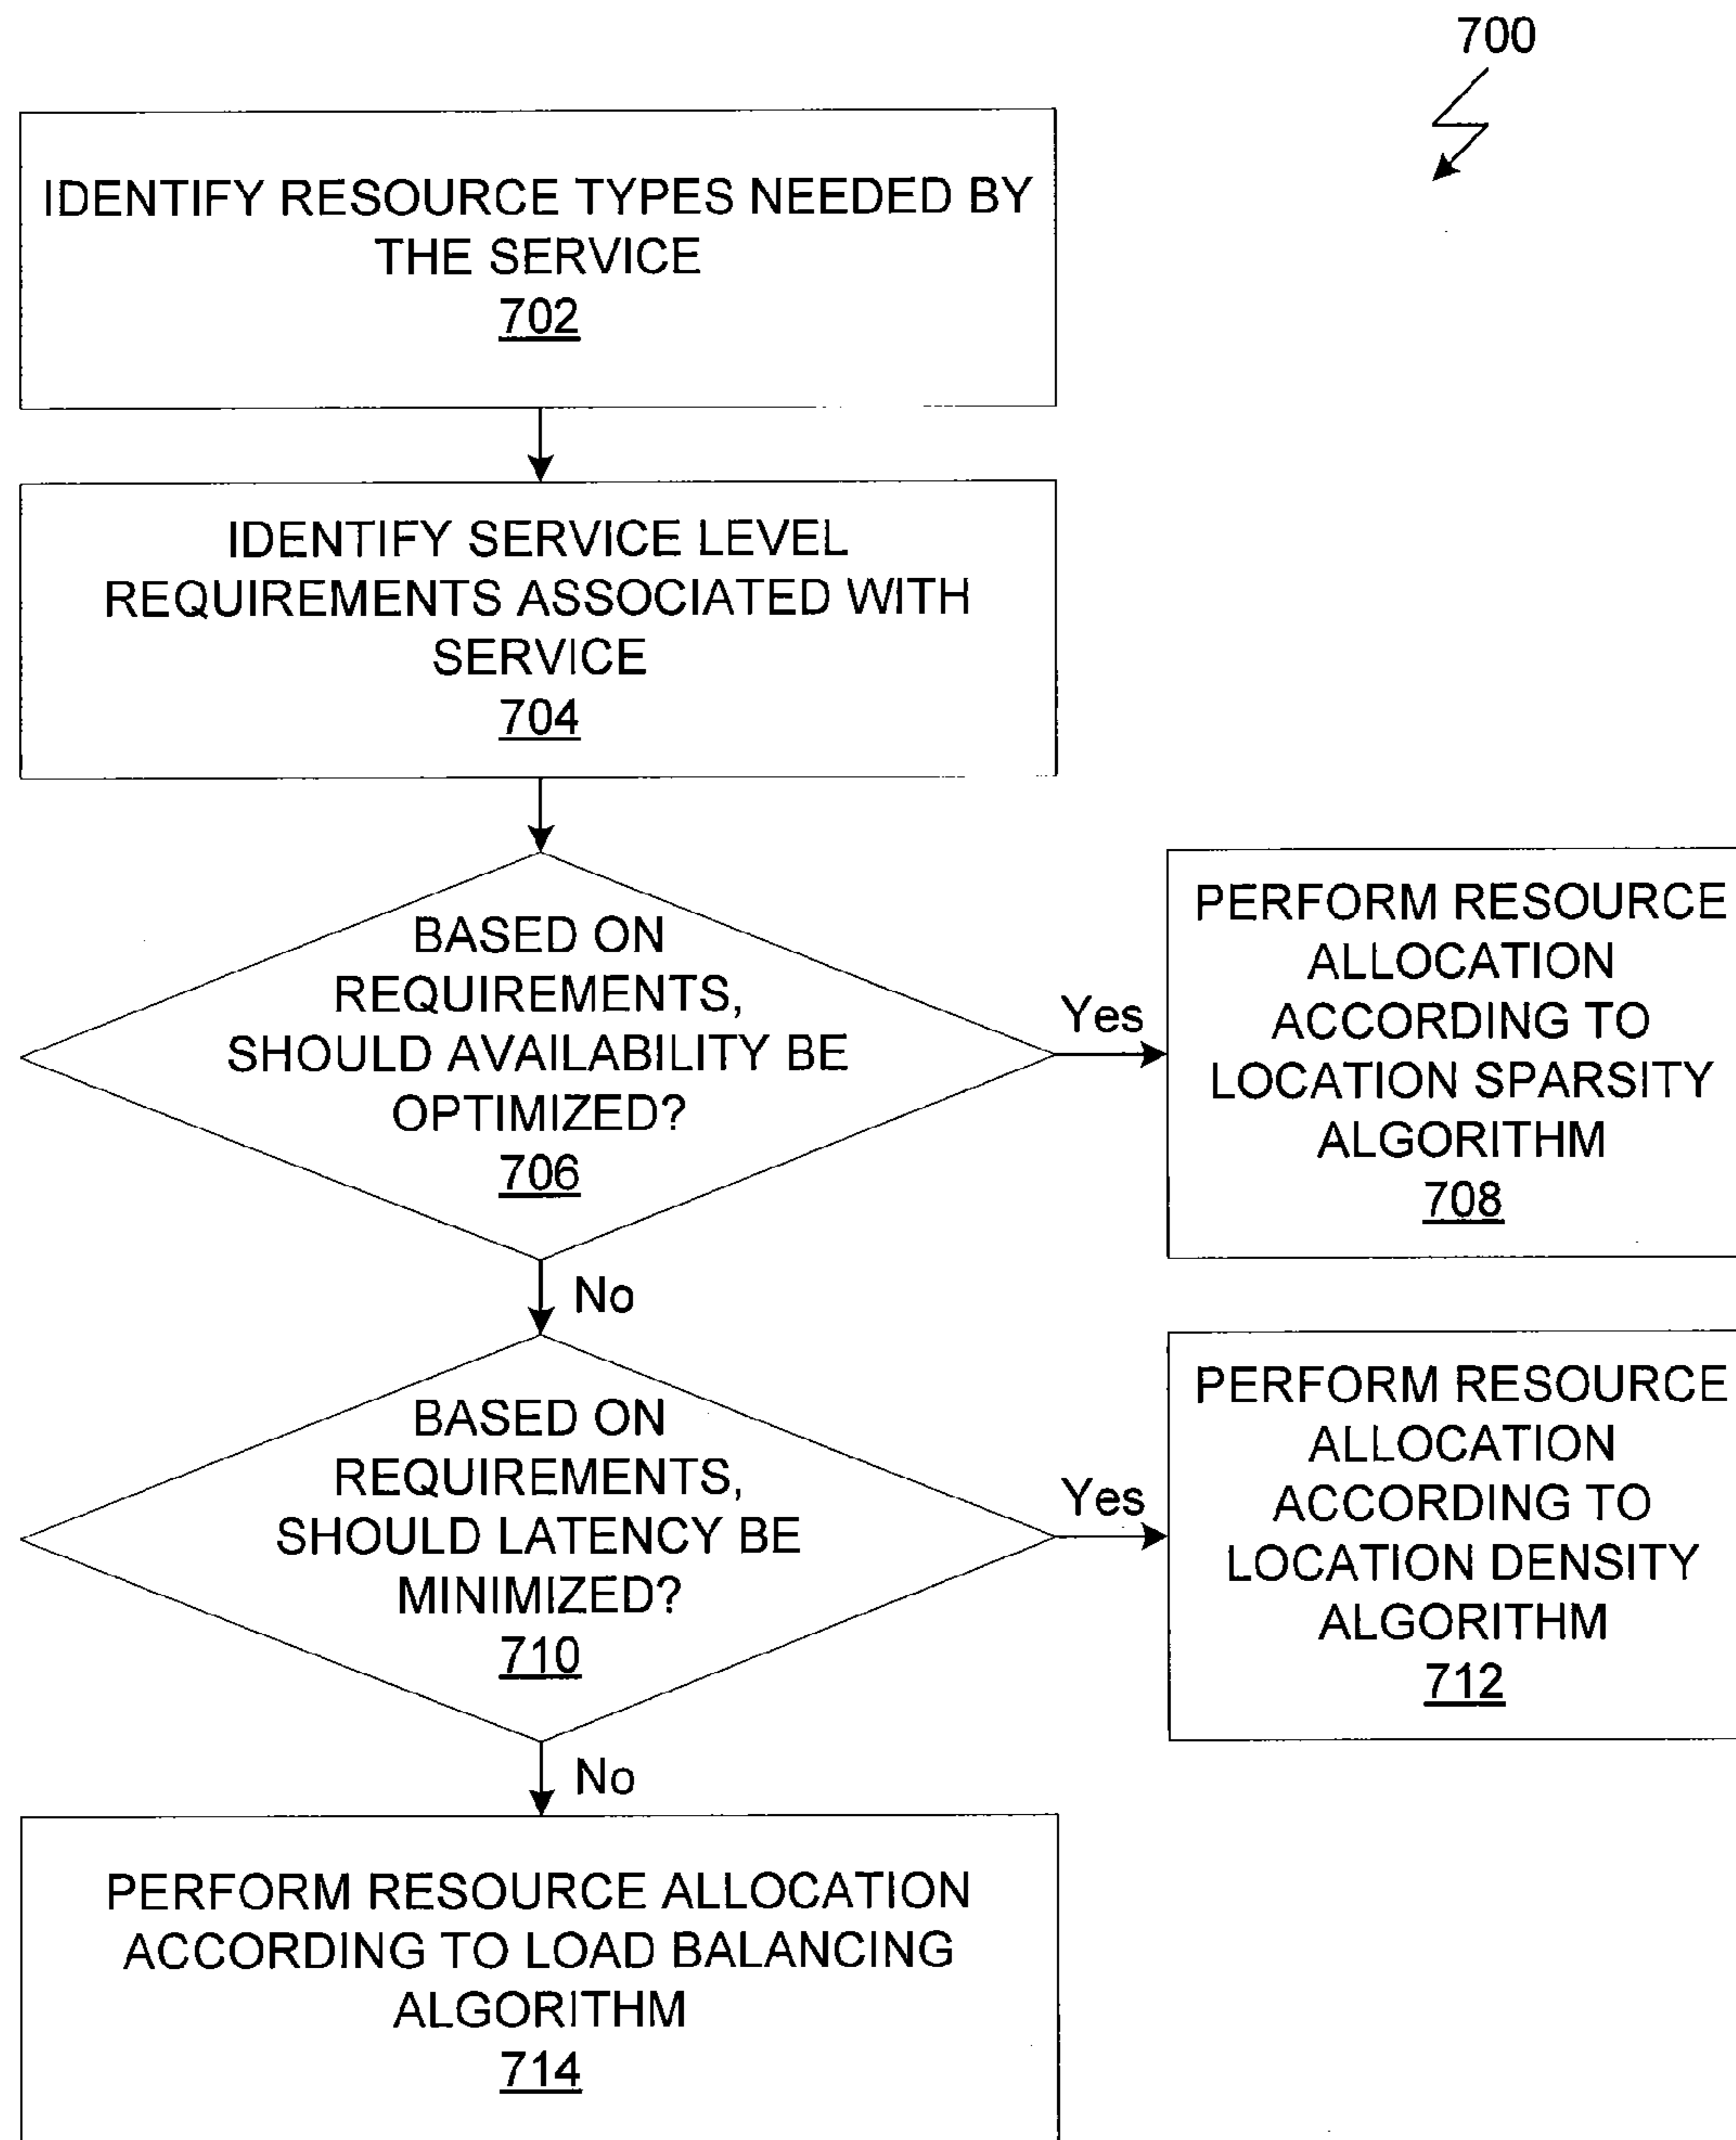 700
IDENTIFY RESOURCE TYPES NEEDED BY
THE SERVICE
702
IDENTIFY SERVICE LEVEL
REQUIREMENTS ASSOCIATED WITH
SERVICE
704
BASED ON
REQUIREMENTS,
SHOULD AVAILABILITY BE
OPTIMIZED?
706
Yes
PERFORM RESOURCE
ALLOCATION
ACCORDING TO
LOCATION SPARSITY
ALGORITHM
708
No
BASED ON
REQUIREMENTS,
SHOULD LATENCY BE
MINIMIZED?
710
Yes
PERFORM RESOURCE
ALLOCATION
ACCORDING TO
LOCATION DENSITY
ALGORITHM
712
No
PERFORM RESOURCE ALLOCATION
ACCORDING TO LOAD BALANCING
ALGORITHM
714